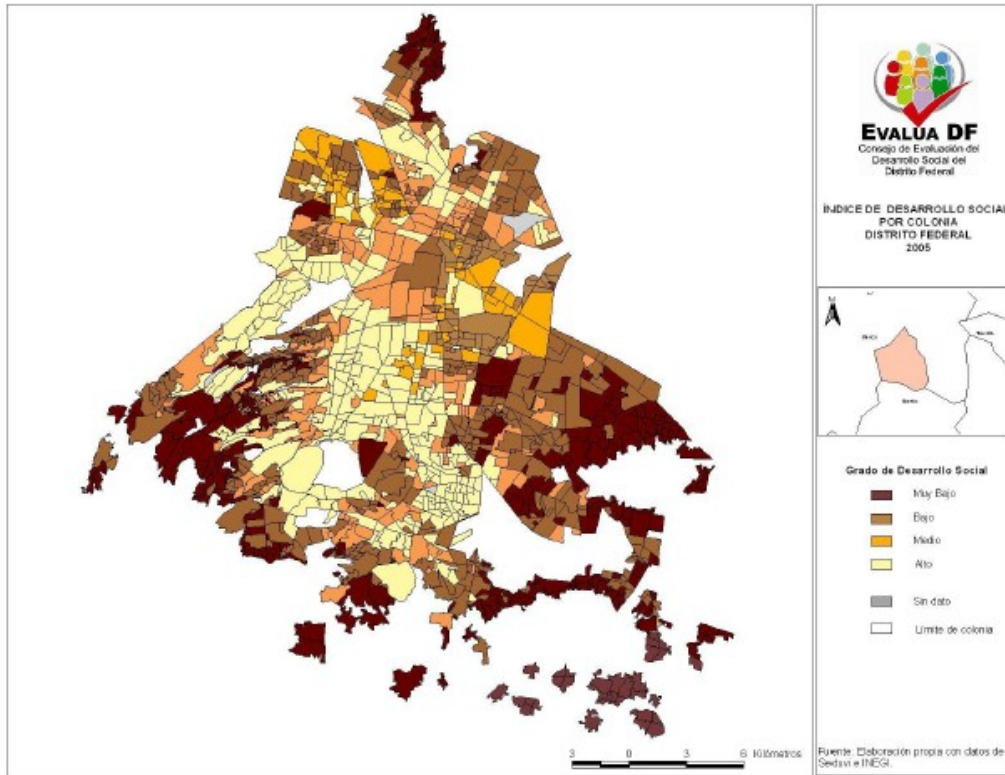 EVALUA DF
Consejo de Evaluación del
Desarrollo Social del
Distrito Federal
ÍNDICE DE DESARROLLO SOCIAL
POR COLONIA
DISTRITO FEDERAL
2005
N
Grado de Desarrollo Social
Muy Bajo
Bajo
Medio
Alto
Sin dato
Límite de colonia
3 0 3 6 Kilómetros
Fuente: Elaboración propia con datos de
Seduvi e INEGI.